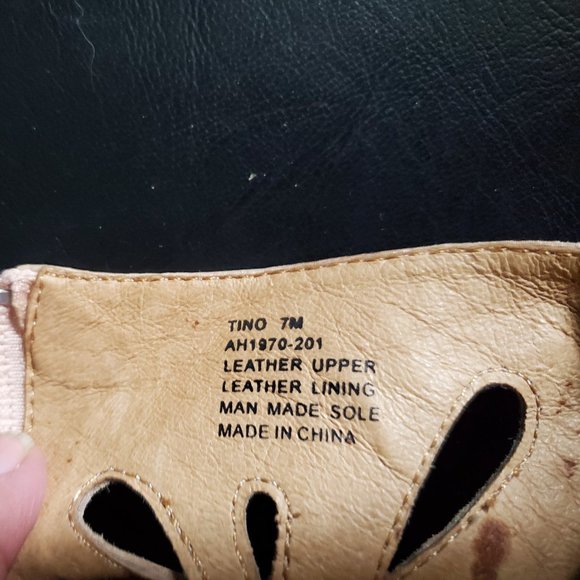 TINO 7M
AH1970-201
LEATHER UPPER
LEATHER LINING
MAN MADE SOLE
MADE IN CHINA